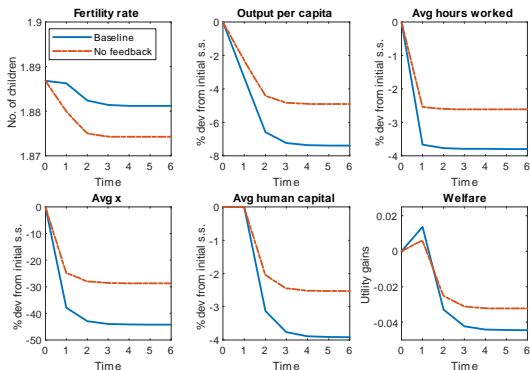 Fertility rate
1.9
1.89
1.88
1.87
No. of children
Baseline
No feedback
0 1 2 3 4 5 6
Time
Output per capita
0
-2
-4
-6
-8
% dev from initial s.s.
0 1 2 3 4 5 6
Time
Avg hours worked
0
-1
-2
-3
-4
% dev from initial s.s.
0 1 2 3 4 5 6
Time
Avg x
0
-10
-20
-30
-40
-50
% dev from initial s.s.
0 1 2 3 4 5 6
Time
Avg human capital
0
-1
-2
-3
-4
% dev from initial s.s.
0 1 2 3 4 5 6
Time
Welfare
0.02
0
-0.02
-0.04
Utility gains
0 1 2 3 4 5 6
Time